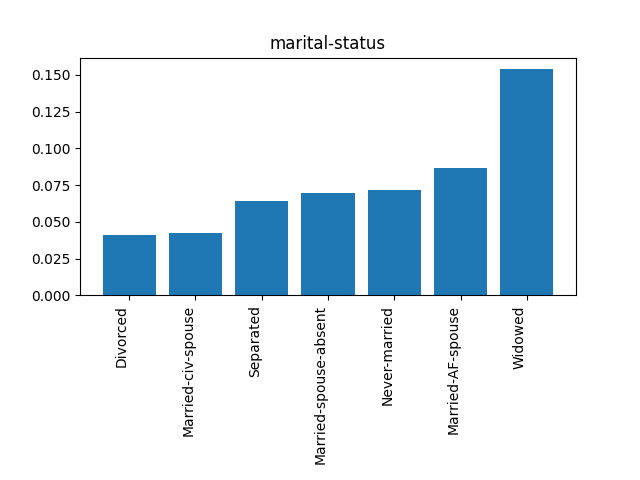 marital-status
0.150
0.125
0.100
0.075
0.050
0.025
0.000
Divorced
Married-civ-spouse
Separated
Married-spouse-absent
Never-married
Married-AF-spouse
Widowed